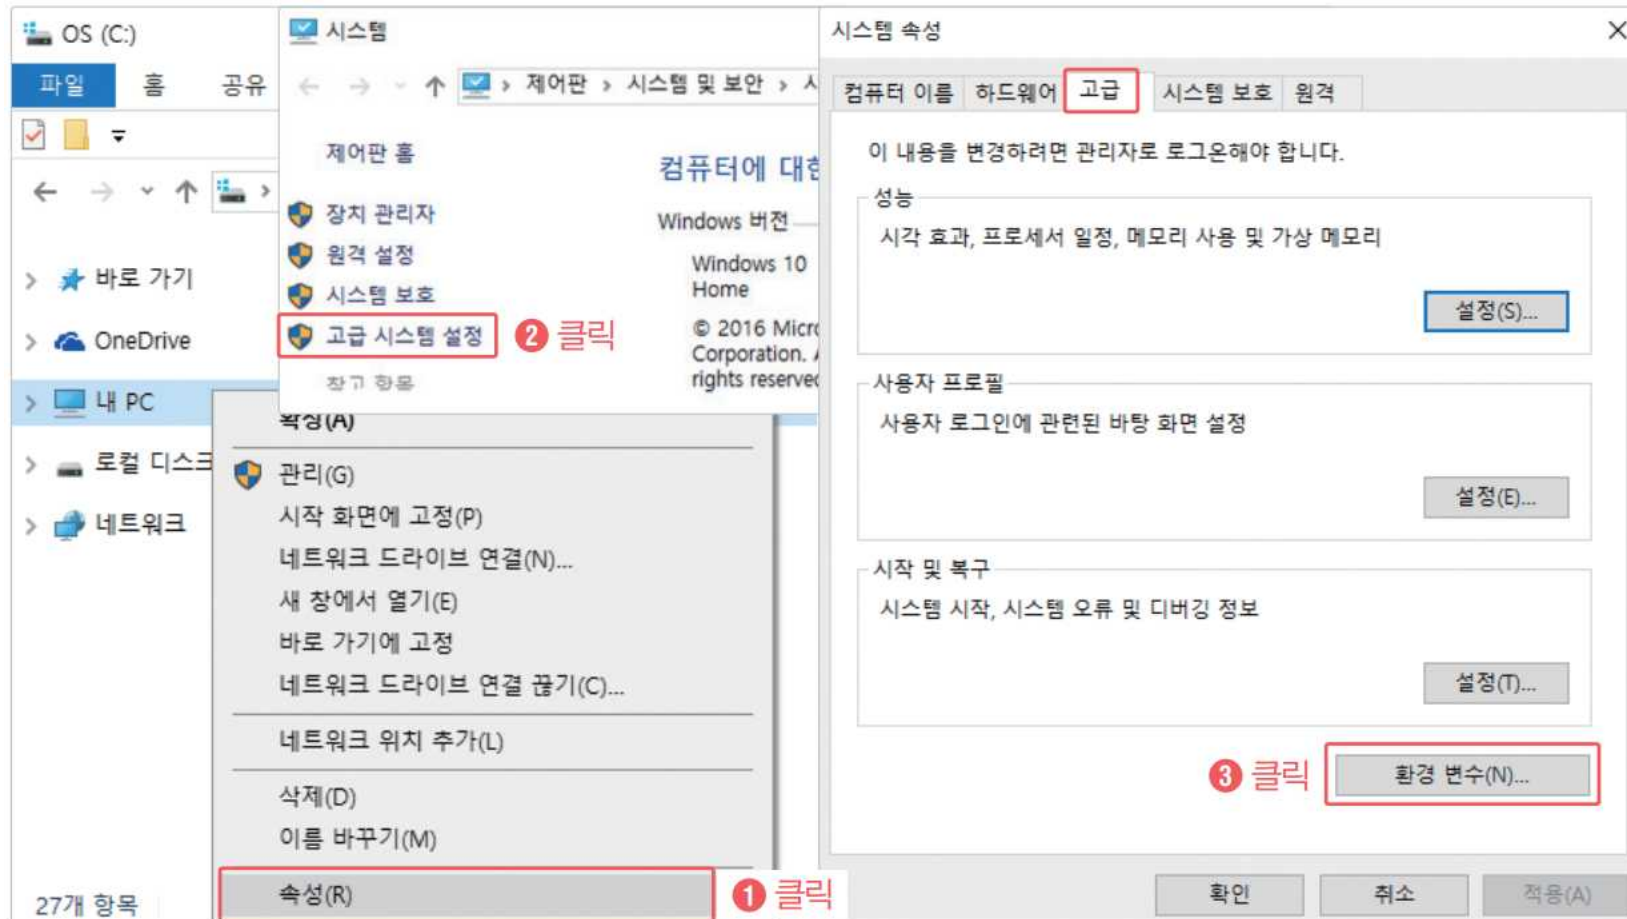 OS (C:)
파일 홈 공유
바로 가기
OneDrive
내 PC
로컬 디스크
네트워크
27개 항목
시스템
제어판 › 시스템 및 보안 ›
제어판 홈
장치 관리자
원격 설정
시스템 보호
고급 시스템 설정
② 클릭
참고 항목
컴퓨터에 대한
Windows 버전
Windows 10
Home
© 2016
Corporation.
rights reserved
확장(A)
관리(G)
시작 화면에 고정(P)
네트워크 드라이브 연결(N)...
새 창에서 열기(E)
바로 가기에 고정
네트워크 드라이브 연결 끊기(C)...
네트워크 위치 추가(L)
삭제(D)
이름 바꾸기(M)
속성(R)
① 클릭
시스템 속성
컴퓨터 이름 하드웨어 고급 시스템 보호 원격
이 내용을 변경하려면 관리자로 로그온해야 합니다.
성능
시각 효과, 프로세서 일정, 메모리 사용 및 가상 메모리
설정(S)...
사용자 프로필
사용자 로그인에 관련된 바탕 화면 설정
설정(E)...
시작 및 복구
시스템 시작, 시스템 오류 및 디버깅 정보
설정(T)...
③ 클릭
환경 변수(N)...
확인 취소 적용(A)